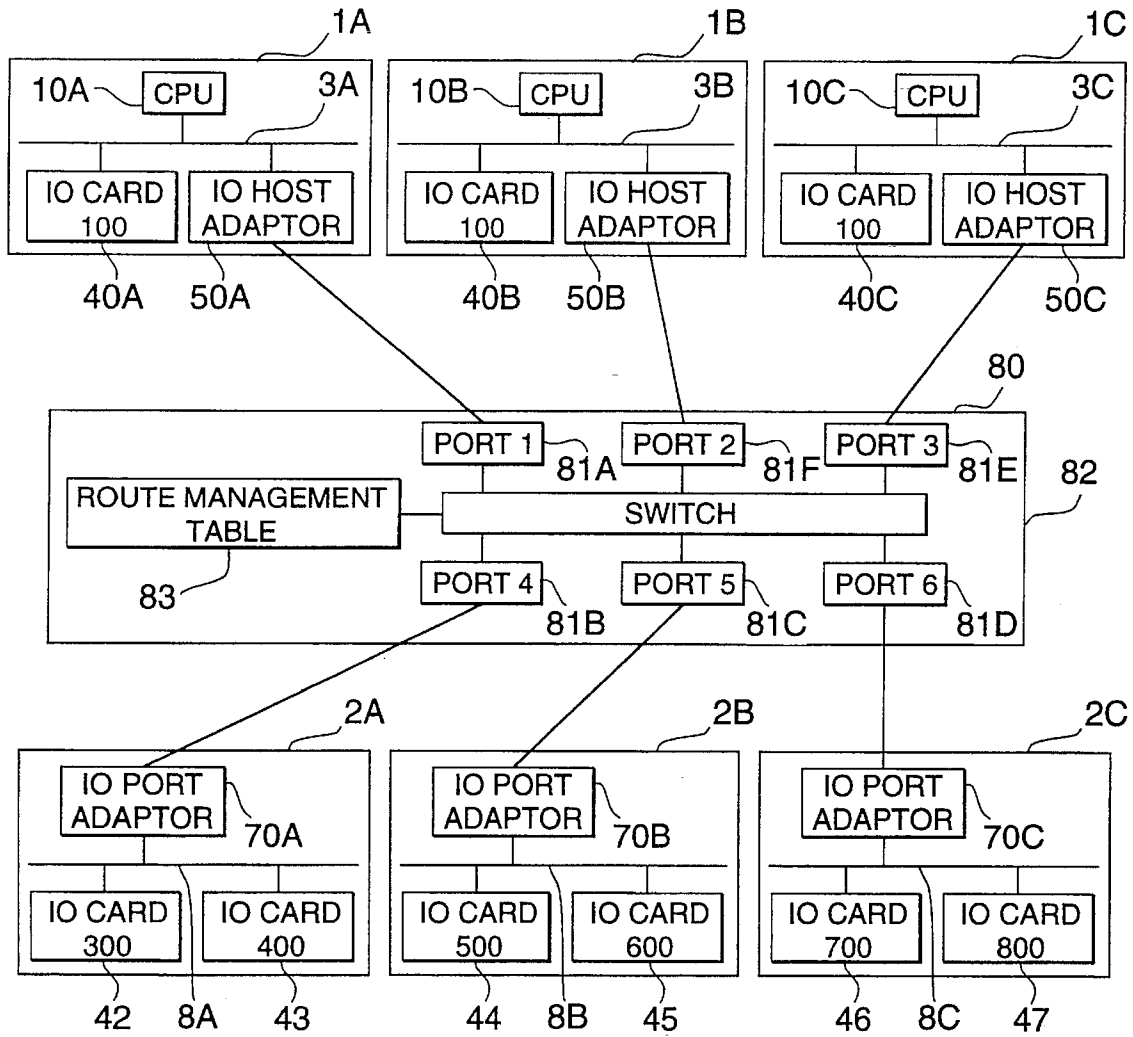 1A
1B
1C
10A CPU 3A
10B CPU 3B
10C CPU 3C
IO CARD
100
IO HOST
ADAPTOR
IO CARD
100
IO HOST
ADAPTOR
IO CARD
100
IO HOST
ADAPTOR
40A
50A
40B
50B
40C
50C
80
PORT 1
81A
PORT 2
81F
PORT 3
81E
82
ROUTE MANAGEMENT
TABLE
SWITCH
83
PORT 4
81B
PORT 5
81C
PORT 6
81D
2A
2B
2C
IO PORT
ADAPTOR
70A
IO PORT
ADAPTOR
70B
IO PORT
ADAPTOR
70C
IO CARD
300
IO CARD
400
IO CARD
500
IO CARD
600
IO CARD
700
IO CARD
800
42
8A
43
44
8B
45
46
8C
47